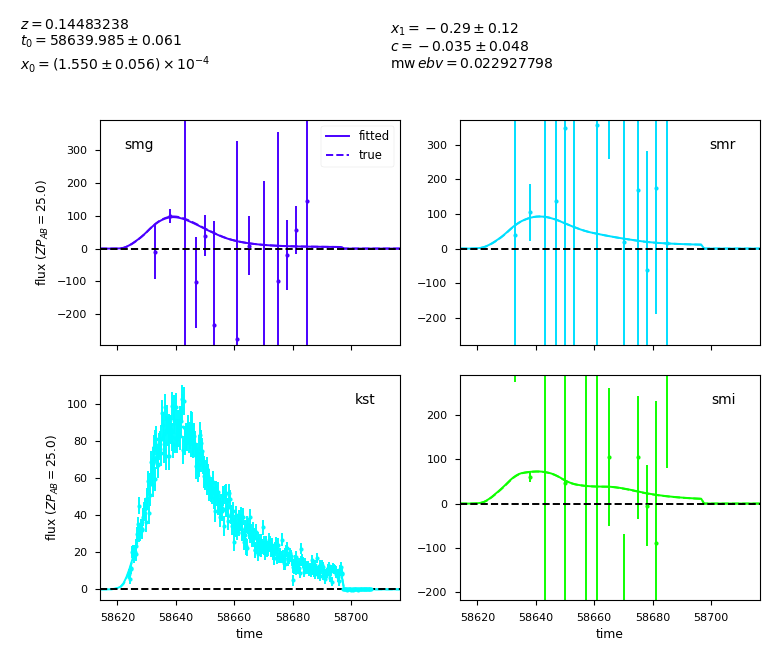 z = 0.14483238
t₀ = 58639.985 ± 0.061
x₀ = (1.550 ± 0.056) × 10⁻⁴
x₁ = −0.29 ± 0.12
c = −0.035 ± 0.048
mw ebv = 0.022927798
smg
fitted
true
300
200
100
0
−100
−200
flux (ZP_AB = 25.0)
smr
300
200
100
0
−100
−200
kst
100
80
60
40
20
0
flux (ZP_AB = 25.0)
58620 58640 58660 58680 58700
time
smi
200
100
0
−100
−200
58620 58640 58660 58680 58700
time